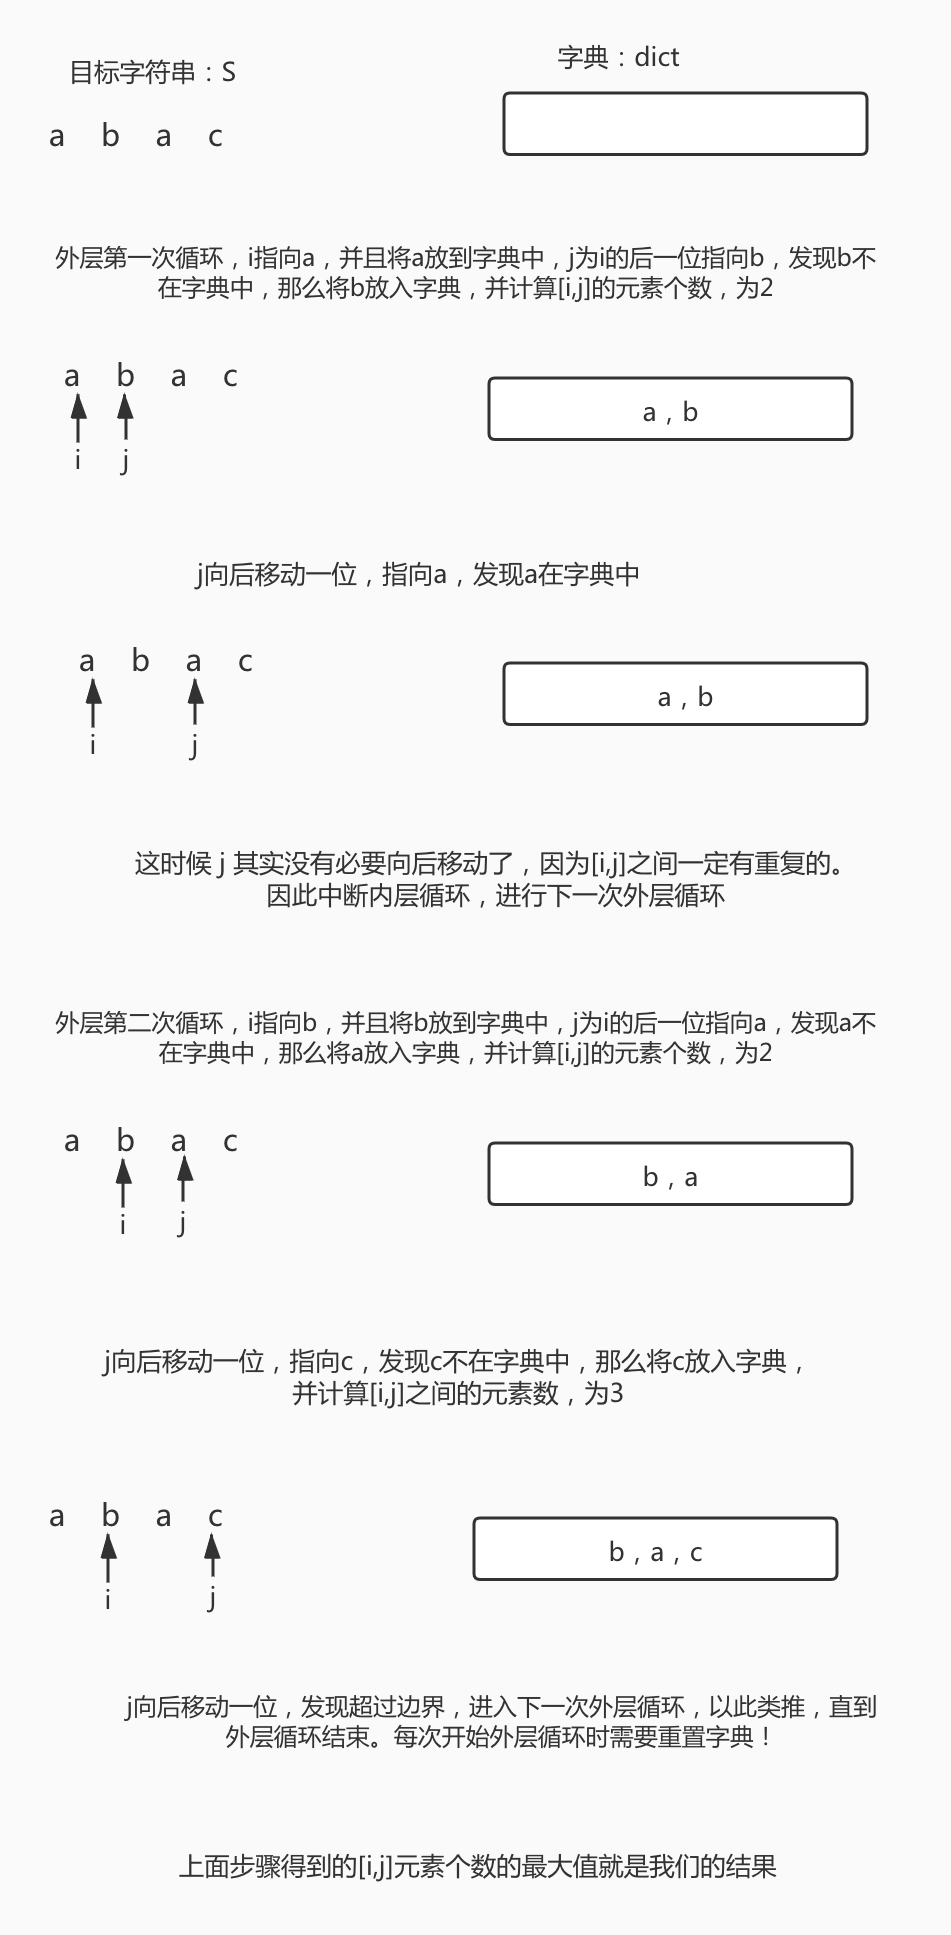 目标字符串：S
字典：dict
a b a c
外层第一次循环，i指向a，并且将a放到字典中，j为i的后一位指向b，发现b不
在字典中，那么将b放入字典，并计算[i,j]的元素个数，为2
a b a c
a，b
i j
j向后移动一位，指向a，发现a在字典中
a b a c
a，b
i j
这时候 j 其实没有必要向后移动了，因为[i,j]之间一定有重复的。
因此中断内层循环，进行下一次外层循环
外层第二次循环，i指向b，并且将b放到字典中，j为i的后一位指向a，发现a不
在字典中，那么将a放入字典，并计算[i,j]的元素个数，为2
a b a c
b，a
i j
j向后移动一位，指向c，发现c不在字典中，那么将c放入字典，
并计算[i,j]之间的元素数，为3
a b a c
b，a，c
i j
j向后移动一位，发现超过边界，进入下一次外层循环，以此类推，直到
外层循环结束。每次开始外层循环时需要重置字典！
上面步骤得到的[i,j]元素个数的最大值就是我们的结果